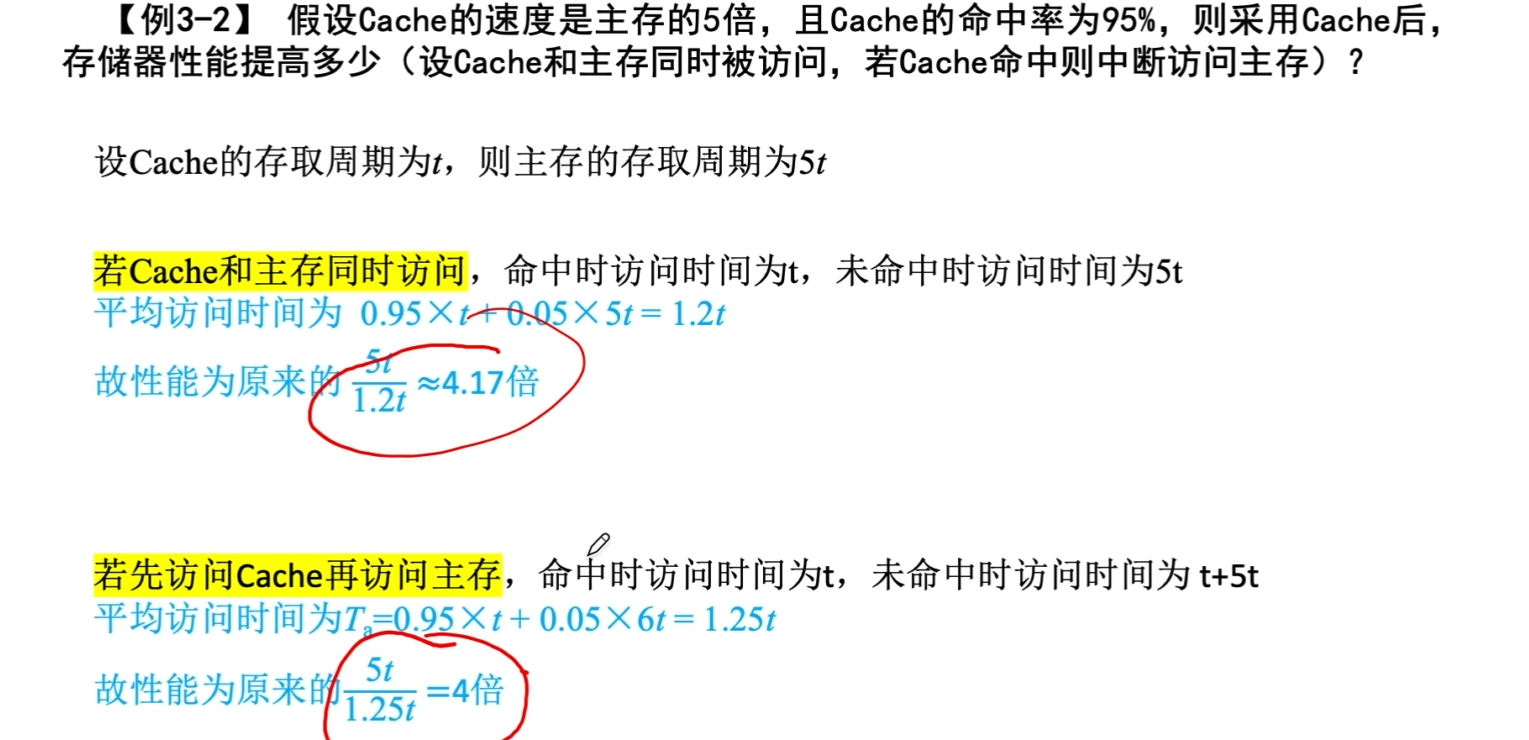 【例3-2】 假设Cache的速度是主存的5倍，且Cache的命中率为95%，则采用Cache后，
存储器性能提高多少（设Cache和主存同时被访问，若Cache命中则中断访问主存）？
设Cache的存取周期为t，则主存的存取周期为5t
若Cache和主存同时访问，命中时访问时间为t，未命中时访问时间为5t
平均访问时间为 0.95×t + 0.05×5t = 1.2t
故性能为原来的 5t/1.2t ≈4.17倍
若先访问Cache再访问主存，命中时访问时间为t，未命中时访问时间为 t+5t
平均访问时间为Ta=0.95×t + 0.05×6t = 1.25t
故性能为原来的 5t/1.25t =4倍